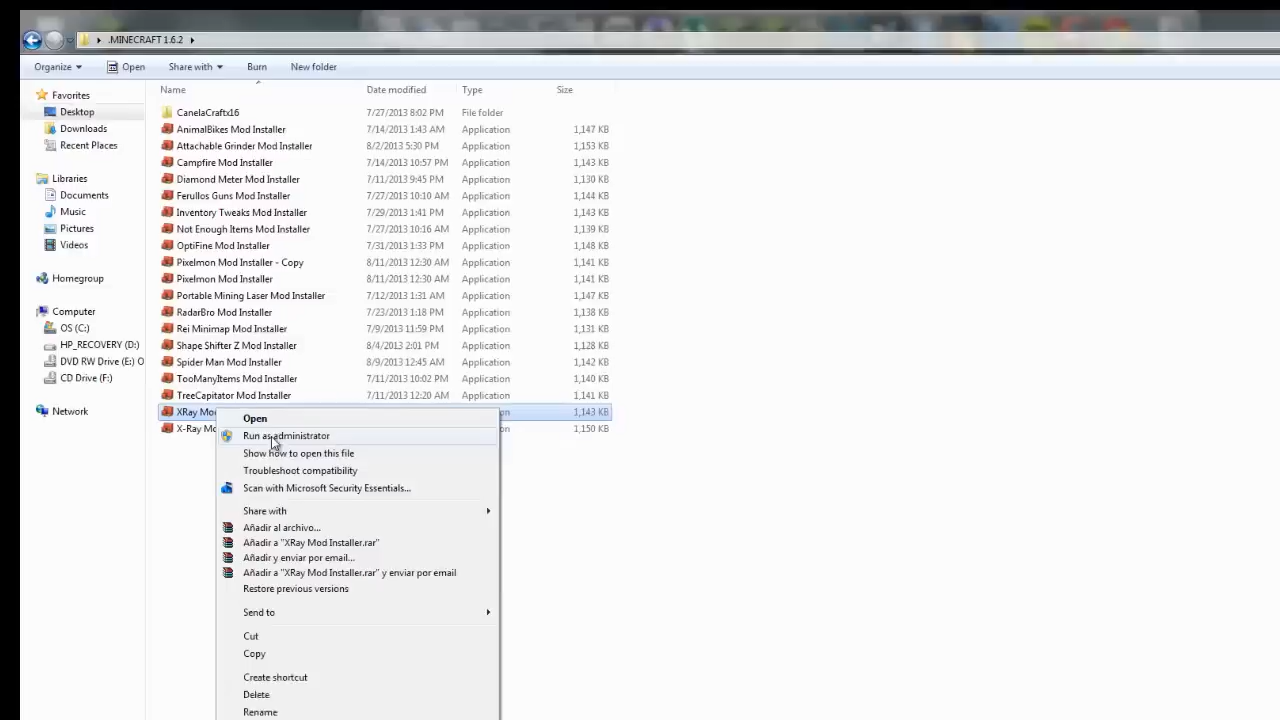 .MINECRAFT 1.6.2
Organize Open Share with Burn New folder
Name Date modified Type Size
Favorites
Desktop
Downloads
Recent Places
Libraries
Documents
Music
Pictures
Videos
Homegroup
Computer
OS (C:)
HP_RECOVERY (D:)
DVD RW Drive (E:) O
CD Drive (F:)
Network
CanelaCraftx16 7/27/2013 8:02 PM File folder
AnimalBikes Mod Installer 7/14/2013 1:43 AM Application 1,147 KB
Attachable Grinder Mod Installer 8/2/2013 5:30 PM Application 1,153 KB
Campfire Mod Installer 7/14/2013 10:57 PM Application 1,143 KB
Diamond Meter Mod Installer 7/11/2013 9:45 PM Application 1,130 KB
Ferullos Guns Mod Installer 7/27/2013 10:10 AM Application 1,144 KB
Inventory Tweaks Mod Installer 7/29/2013 1:41 PM Application 1,143 KB
Not Enough Items Mod Installer 7/27/2013 10:16 AM Application 1,139 KB
OptiFine Mod Installer 7/31/2013 1:33 PM Application 1,148 KB
Pixelmon Mod Installer - Copy 8/11/2013 12:30 AM Application 1,141 KB
Pixelmon Mod Installer 8/11/2013 12:30 AM Application 1,141 KB
Portable Mining Laser Mod Installer 7/12/2013 1:31 AM Application 1,147 KB
RadarBro Mod Installer 7/23/2013 1:18 PM Application 1,138 KB
Rei Minimap Mod Installer 7/9/2013 11:59 PM Application 1,131 KB
Shape Shifter Z Mod Installer 8/4/2013 2:01 PM Application 1,128 KB
Spider Man Mod Installer 8/9/2013 12:45 AM Application 1,142 KB
TooManyItems Mod Installer 7/11/2013 10:02 PM Application 1,140 KB
TreeCapitator Mod Installer 7/11/2013 12:20 AM Application 1,141 KB
XRay Mo on 1,143 KB
X-Ray Mo on 1,150 KB
Open
Run as administrator
Show how to open this file
Troubleshoot compatibility
Scan with Microsoft Security Essentials...
Share with
Añadir al archivo...
Añadir a "XRay Mod Installer.rar"
Añadir y enviar por email...
Añadir a "XRay Mod Installer.rar" y enviar por email
Restore previous versions
Send to
Cut
Copy
Create shortcut
Delete
Rename